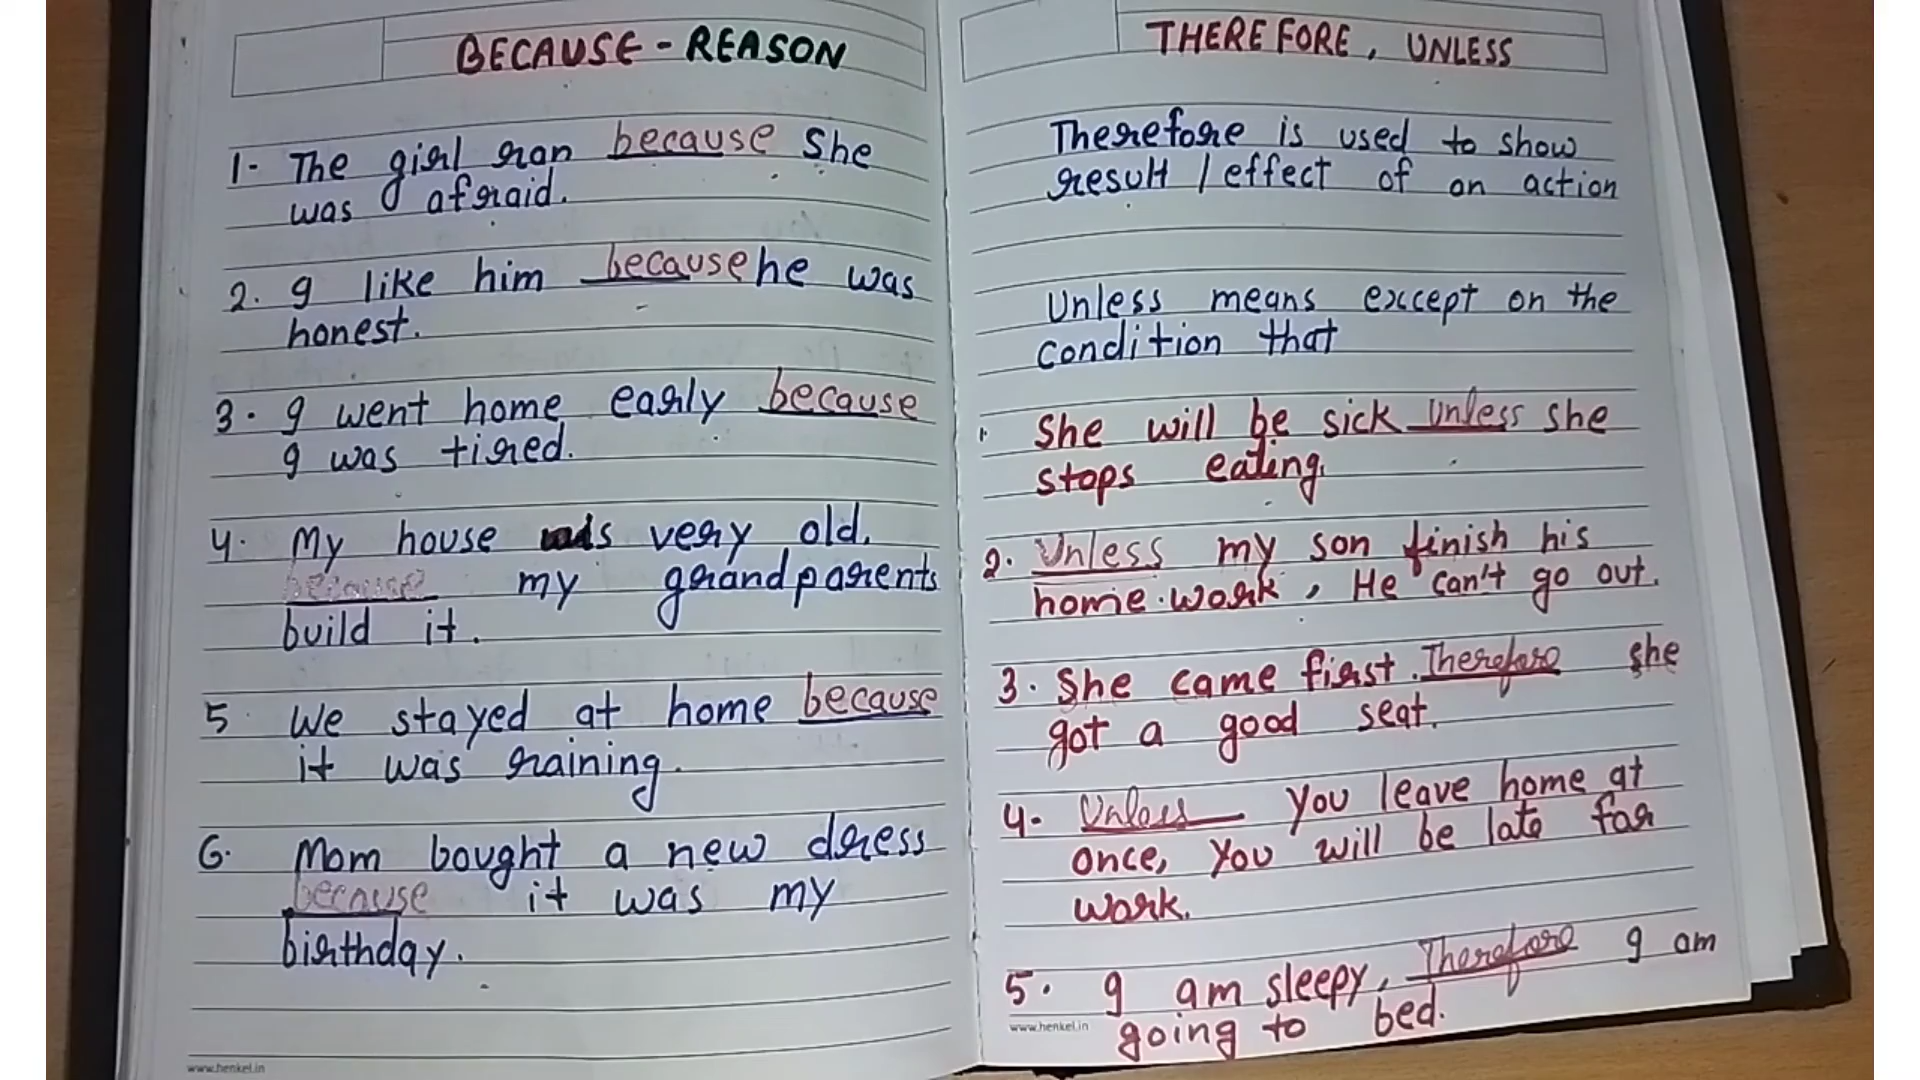 BECAUSE - REASON
1- The girl ran because She
was afraid.
2. I like him because he was
honest.
3. I went home early because
I was tired.
4. My house is very old.
because my grandparents
build it.
5 We stayed at home because
it was raining.
6. Mom bought a new dress
because it was my
birthday.
www.henkel.in
THEREFORE, UNLESS
Therefore is used to show
result / effect of an action
Unless means except on the
condition that
1. She will be sick unless she
stops eating.
2. Unless my son finish his
home.work, He can't go out.
3. She came first. Therefore she
got a good seat.
4. Unless you leave home at
once, you will be late for
work.
5. I am sleepy, Therefore I am
going to bed.
www.henkel.in